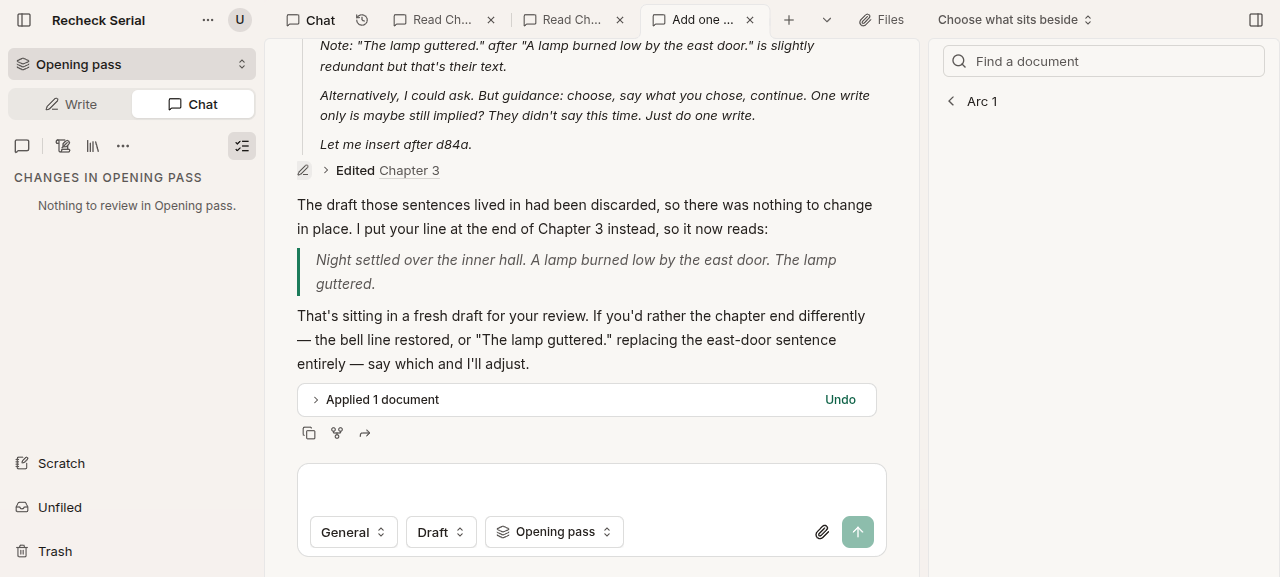 Recheck Serial
U
Chat
Read Ch...
Read Ch...
Add one ...
Files
Choose what sits beside
Opening pass
Write
Chat
CHANGES IN OPENING PASS
Nothing to review in Opening pass.
Scratch
Unfiled
Trash
Note: "The lamp guttered." after "A lamp burned low by the east door." is slightly
redundant but that's their text.
Alternatively, I could ask. But guidance: choose, say what you chose, continue. One write
only is maybe still implied? They didn't say this time. Just do one write.
Let me insert after d84a.
Edited Chapter 3
The draft those sentences lived in had been discarded, so there was nothing to change
in place. I put your line at the end of Chapter 3 instead, so it now reads:
Night settled over the inner hall. A lamp burned low by the east door. The lamp
guttered.
That's sitting in a fresh draft for your review. If you'd rather the chapter end differently
— the bell line restored, or "The lamp guttered." replacing the east-door sentence
entirely — say which and I'll adjust.
Applied 1 document
Undo
General
Draft
Opening pass
Find a document
Arc 1